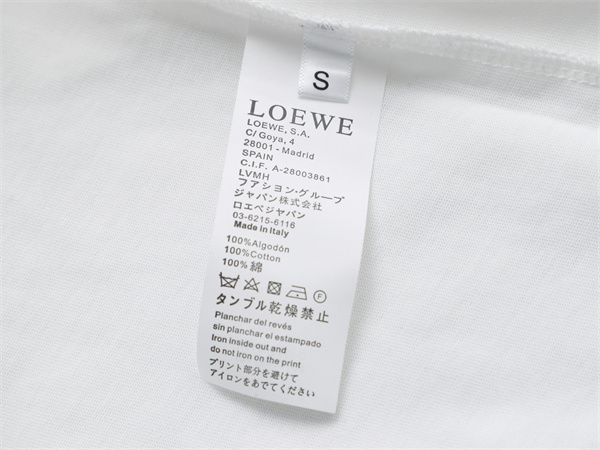 S
LOEWE
LOEWE, S.A.
C/ Goya, 4
28001 - Madrid
SPAIN
C.I.F. A-28003861
LVMH
ファション・グループ
ジャパン株式会社
ロエベジャパン
03-6215-6116
Made in Italy
100%Algodón
100%Cotton
100%綿
F
タンブル乾燥禁止
Planchar del revés
sin planchar el estampado
Iron inside out and
do not iron on the print
プリント部分を避けて
アイロンをあでてください